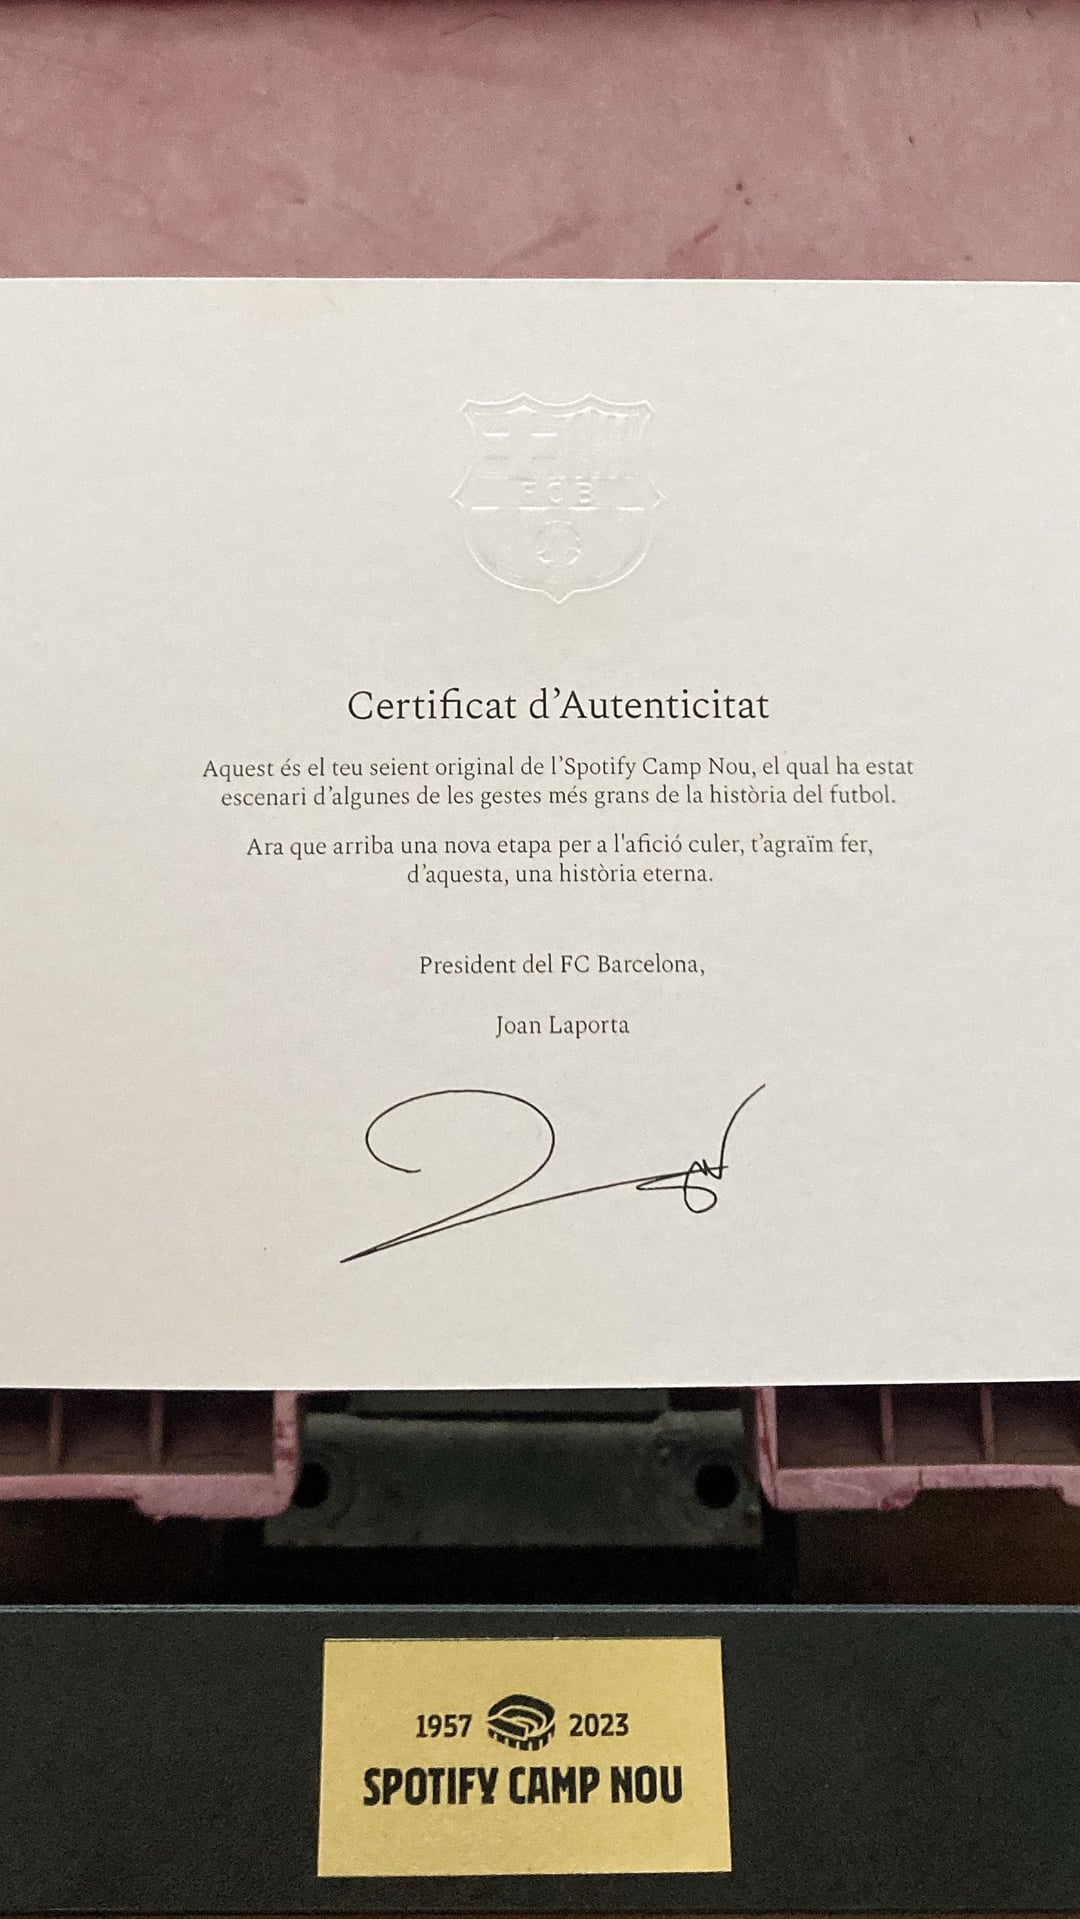 FCB
Certificat d’Autenticitat
Aquest és el teu seient original de l’Spotify Camp Nou, el qual ha estat
escenari d’algunes de les gestes més grans de la història del futbol.
Ara que arriba una nova etapa per a l'afició culer, t’agraïm fer,
d’aquesta, una història eterna.
President del FC Barcelona,
Joan Laporta
1957 2023
SPOTIFY CAMP NOU